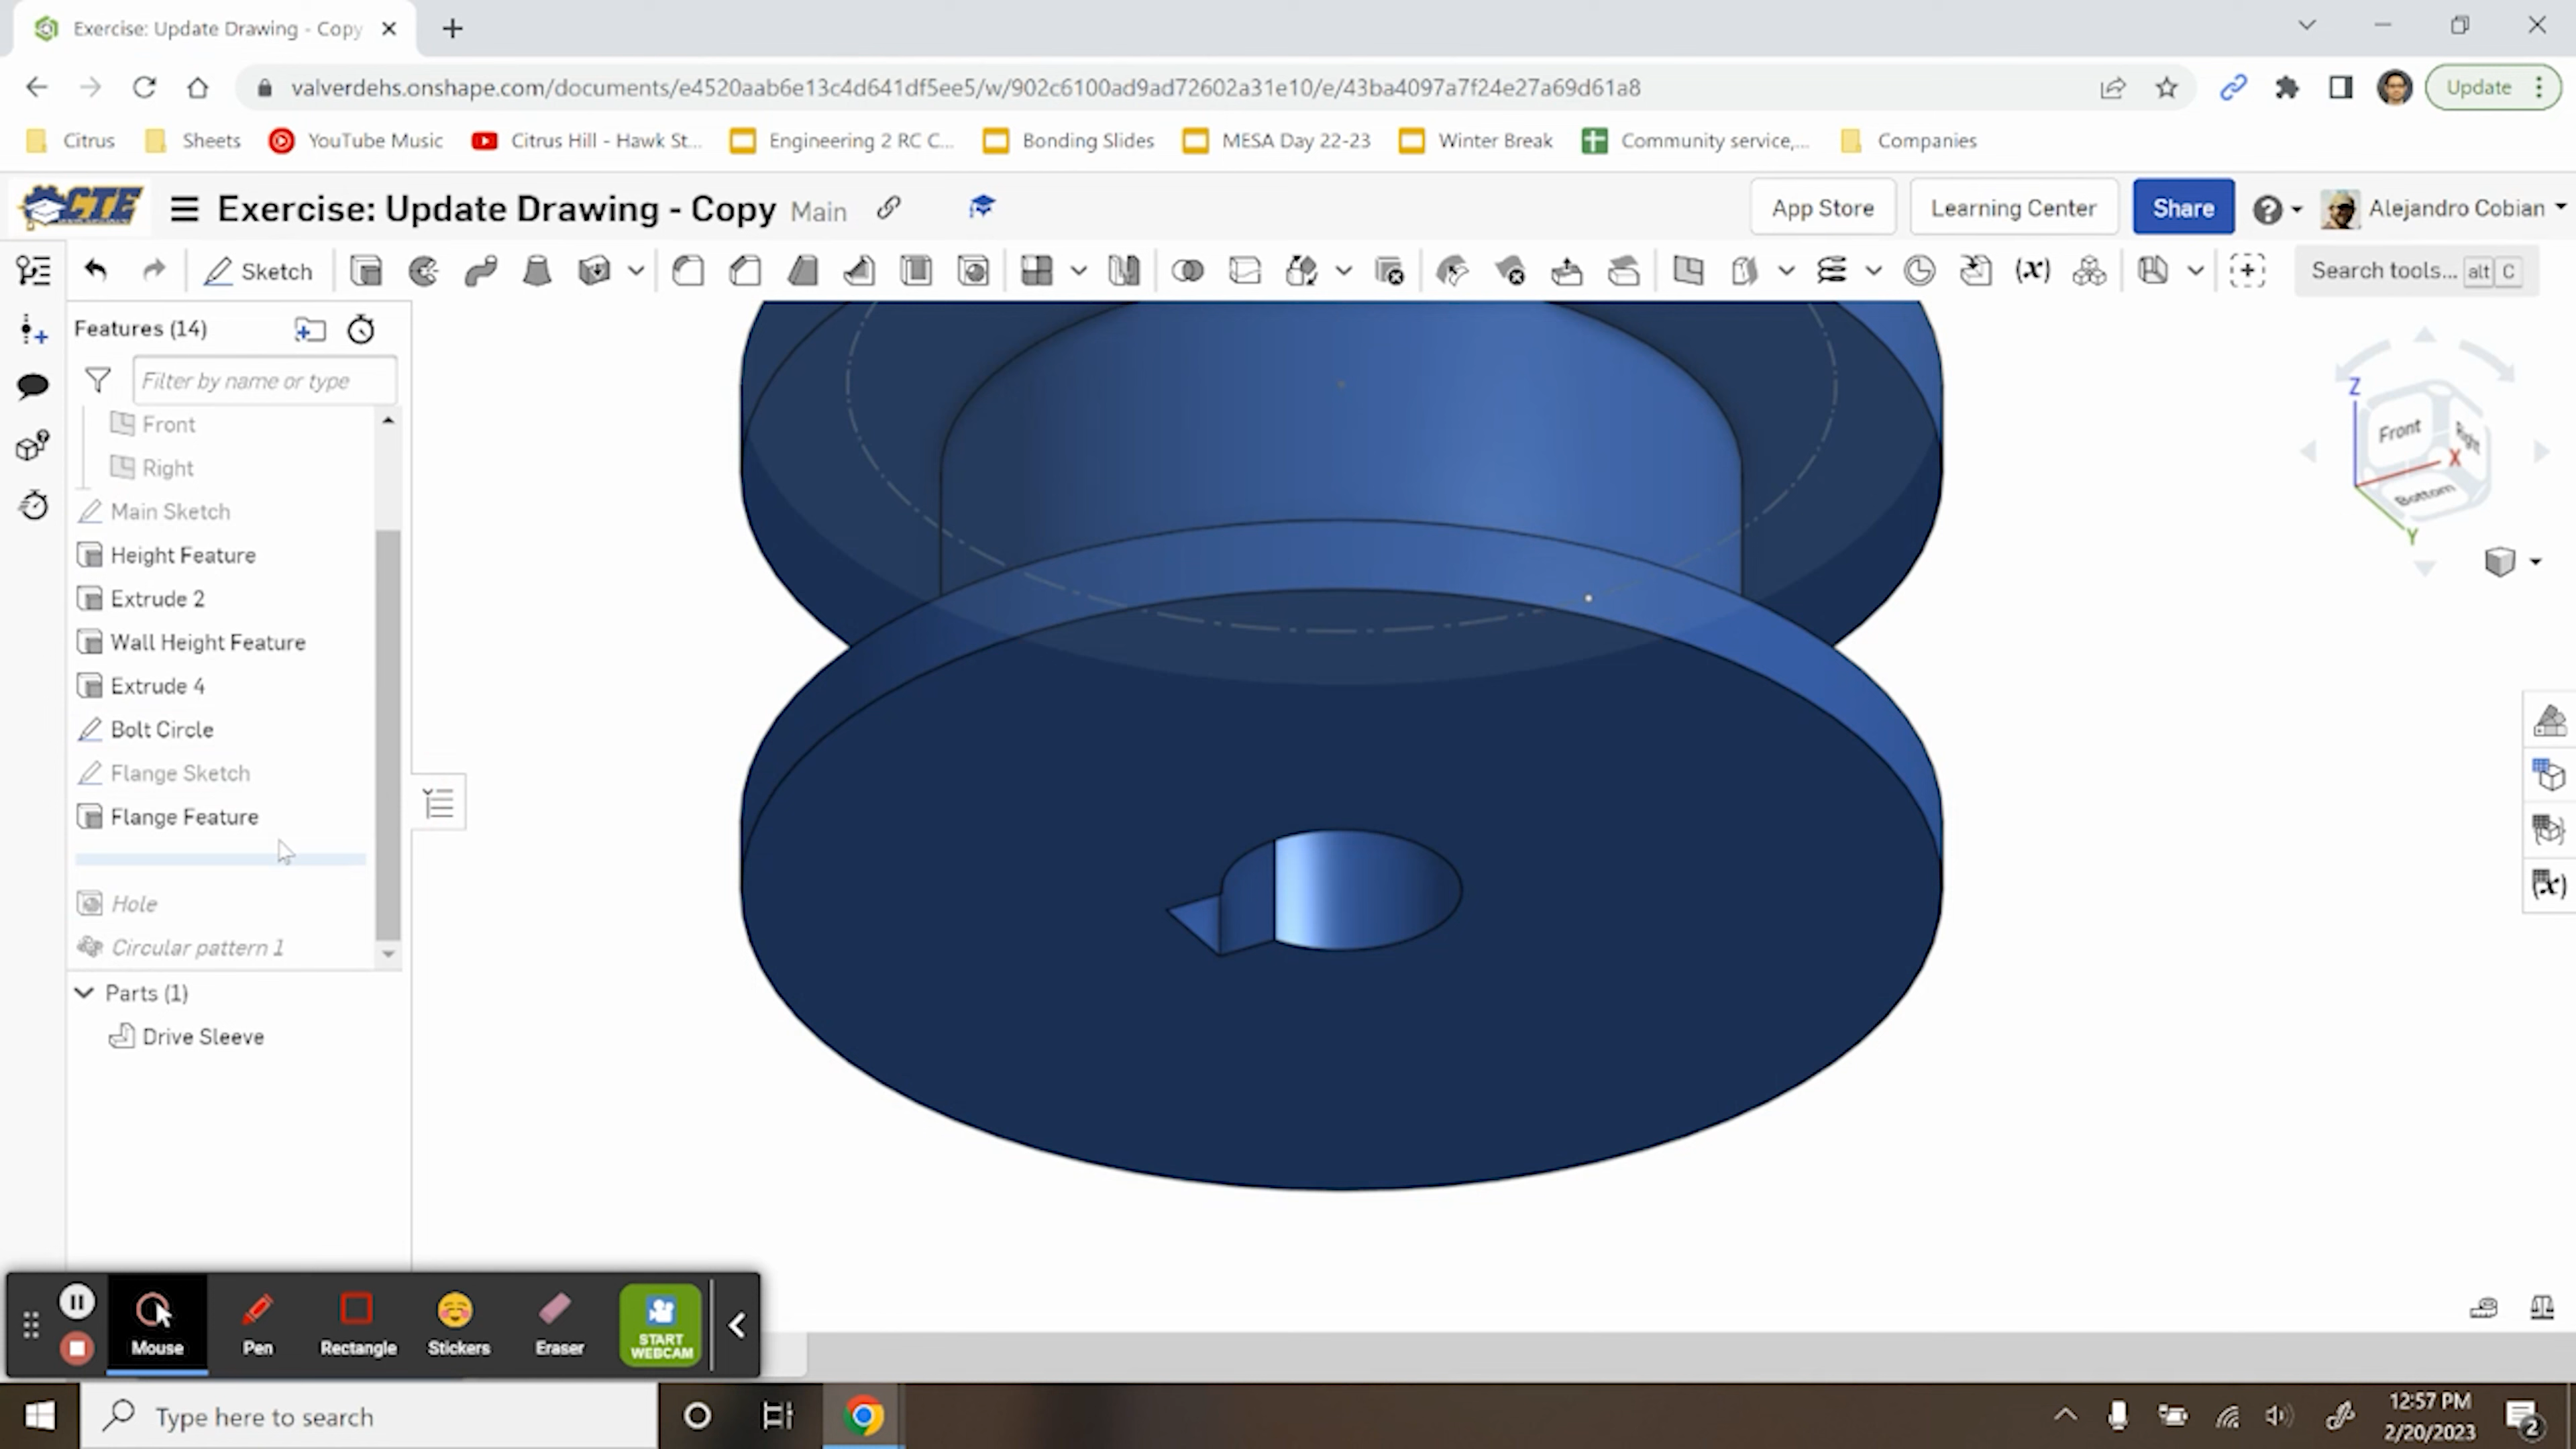 Exercise: Update Drawing - Copy
valverdehs.onshape.com/documents/e4520aab6e13c4d641df5ee5/w/902c6100ad9ad72602a31e10/e/43ba4097a7f24e27a69d61a8
Update
Citrus Sheets YouTube Music Citrus Hill - Hawk St... Engineering 2 RC C... Bonding Slides MESA Day 22-23 Winter Break Community service,... Companies
CTE Exercise: Update Drawing - Copy Main App Store Learning Center Share Alejandro Cobian
Sketch (x) Search tools... alt C
Features (14)
Filter by name or type
Front
Right
Main Sketch
Height Feature
Extrude 2
Wall Height Feature
Extrude 4
Bolt Circle
Flange Sketch
Flange Feature
Hole
Circular pattern 1
Parts (1)
Drive Sleeve
Z
Front
Right
X
Bottom
Y
(x)
Mouse Pen Rectangle Stickers Eraser START WEBCAM
Type here to search
12:57 PM
2/20/2023
2